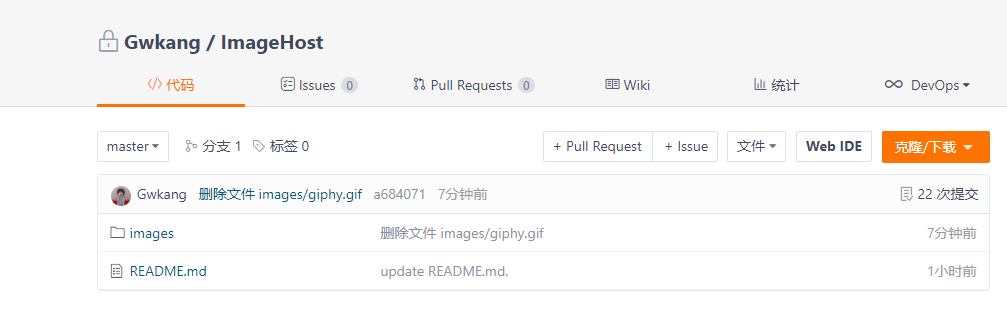 Gwkang / ImageHost
代码 Issues 0 Pull Requests 0 Wiki 统计 DevOps
master 分支 1 标签 0 + Pull Request + Issue 文件 Web IDE 克隆/下载
Gwkang 删除文件 images/giphy.gif a684071 7分钟前 22 次提交
images 删除文件 images/giphy.gif 7分钟前
README.md update README.md. 1小时前